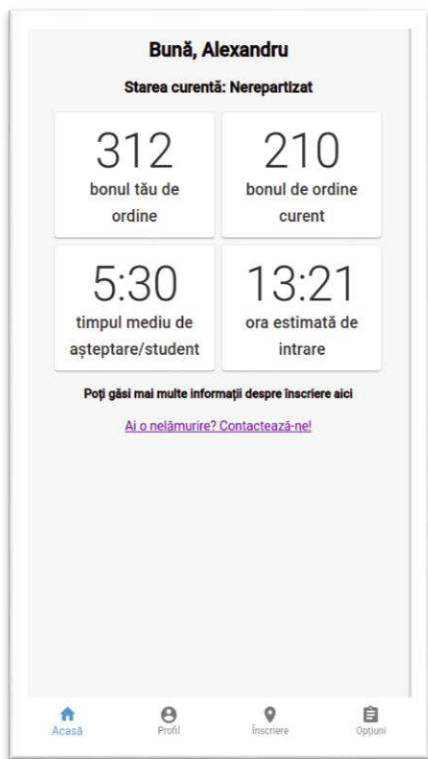 Bună, Alexandru
Starea curentă: Nerepartizat
312
bonul tău de
ordine
210
bonul de ordine
curent
5:30
timpul mediu de
așteptare/student
13:21
ora estimată de
intrare
Poți găsi mai multe informații despre înscriere aici
Ai o nelămurire? Contactează-ne!
Acasă
Profil
Înscriere
Opțiuni